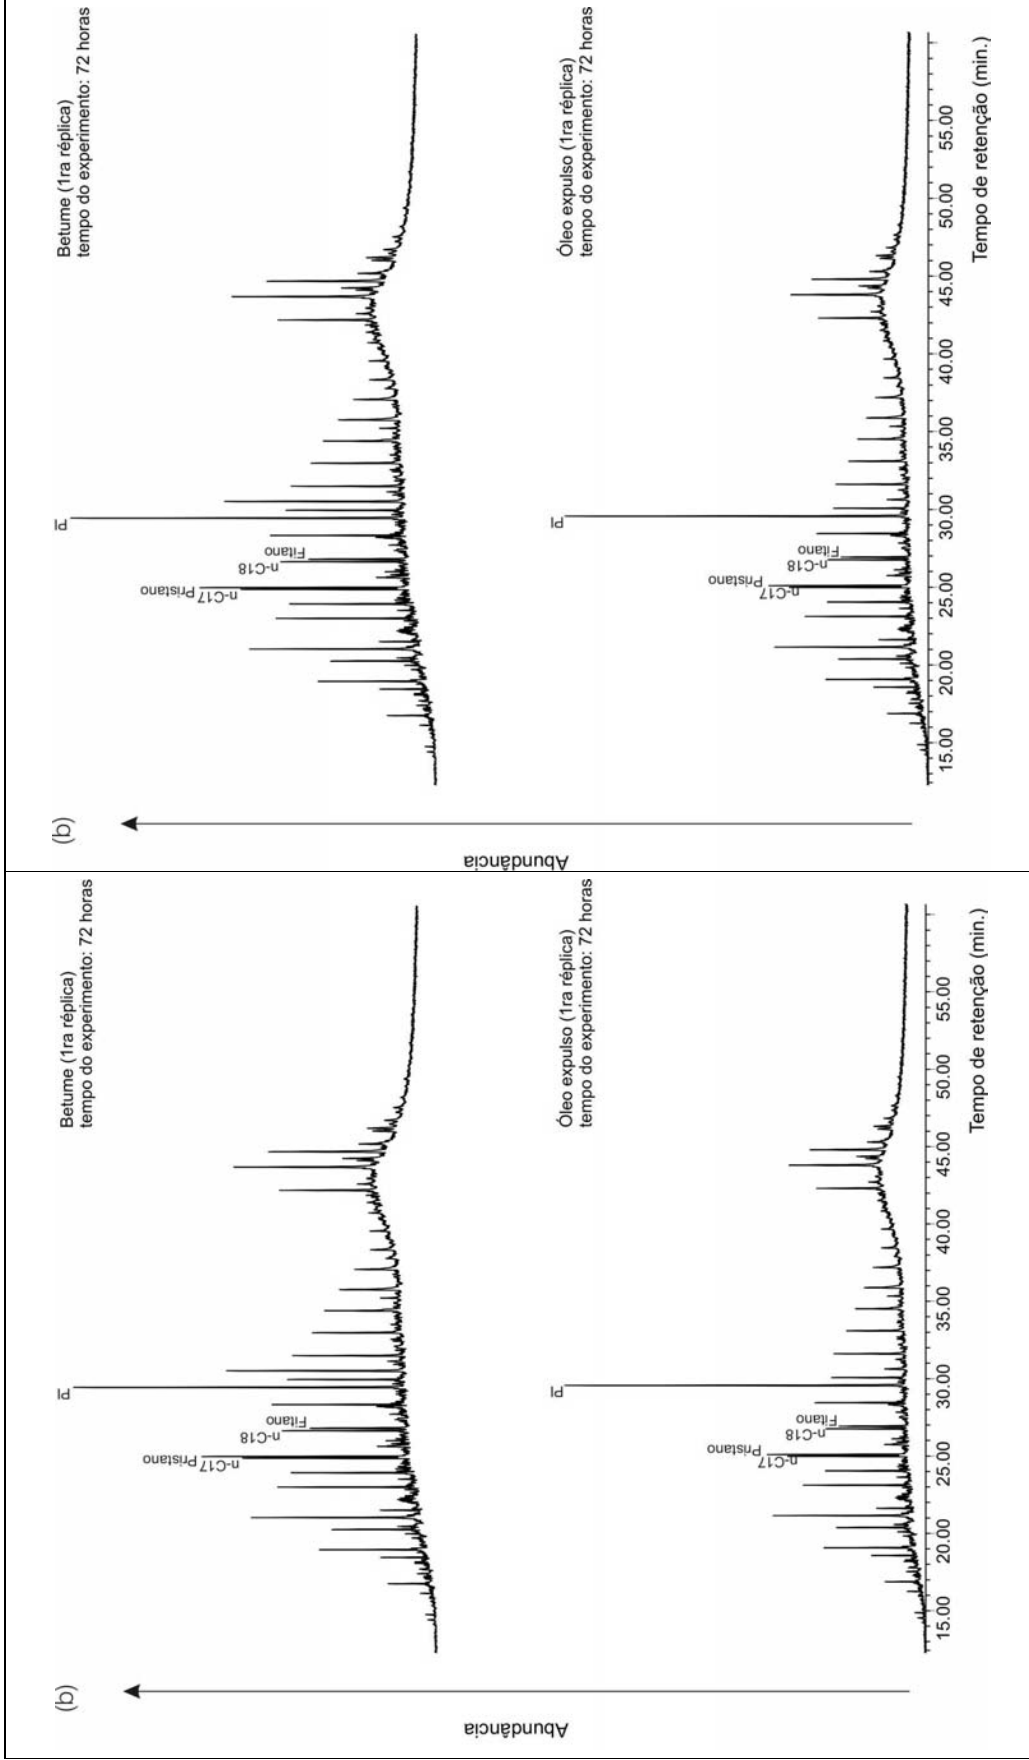 (b)
Abundância
Betume (1ra réplica)
tempo do experimento: 72 horas
n-C17
Pristano
n-C18
Fitano
PI
Óleo expulso (1ra réplica)
tempo do experimento: 72 horas
n-C17
Pristano
n-C18
Fitano
PI
15.00 20.00 25.00 30.00 35.00 40.00 45.00 50.00 55.00
Tempo de retenção (min.)
(b)
Abundância
Betume (1ra réplica)
tempo do experimento: 72 horas
n-C17
Pristano
n-C18
Fitano
PI
Óleo expulso (1ra réplica)
tempo do experimento: 72 horas
n-C17
Pristano
n-C18
Fitano
PI
15.00 20.00 25.00 30.00 35.00 40.00 45.00 50.00 55.00
Tempo de retenção (min.)